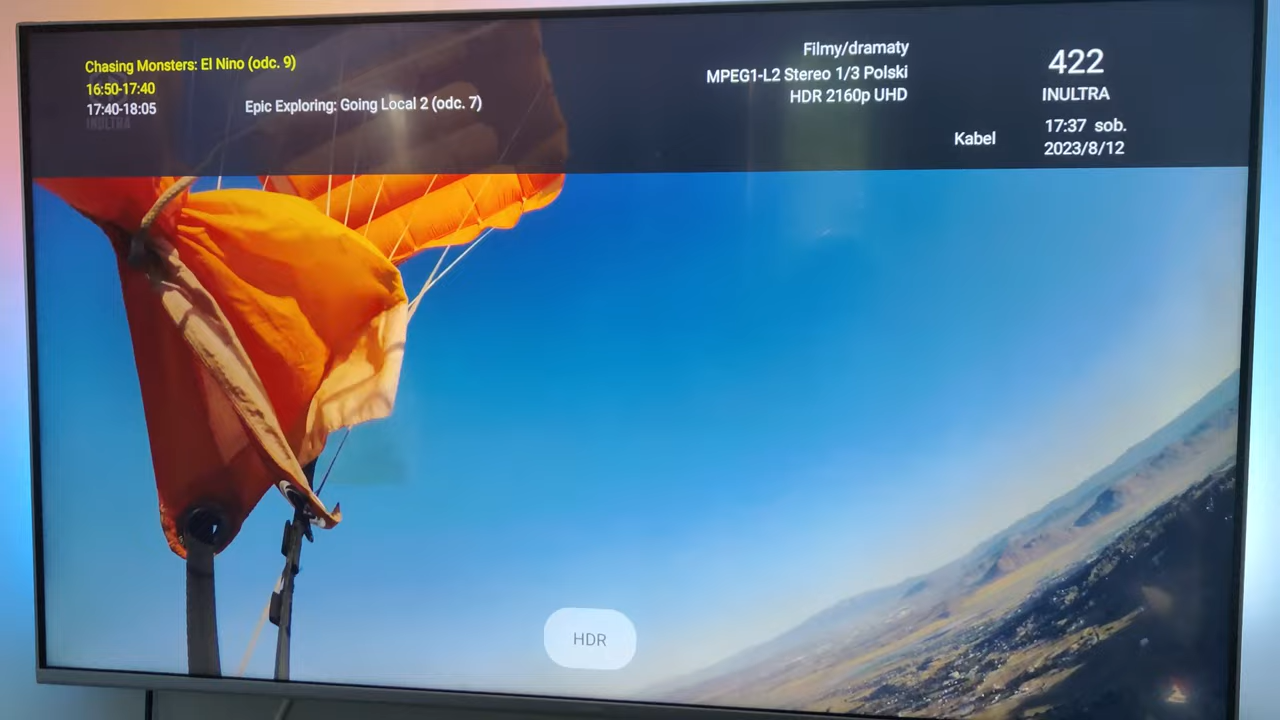 Chasing Monsters: El Nino (odc. 9)
16:50-17:40
17:40-18:05 Epic Exploring: Going Local 2 (odc. 7)
INULTRA
Filmy/dramaty
MPEG1-L2 Stereo 1/3 Polski
HDR 2160p UHD
Kabel
422
INULTRA
17:37 sob.
2023/8/12
HDR